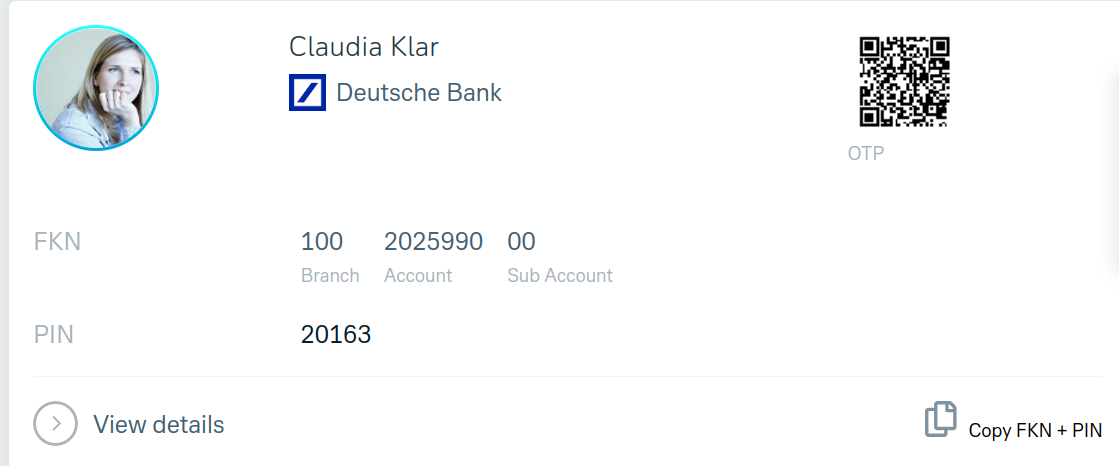 Claudia Klar
Deutsche Bank
OTP
FKN 100 2025990 00
Branch Account Sub Account
PIN 20163
View details
Copy FKN + PIN